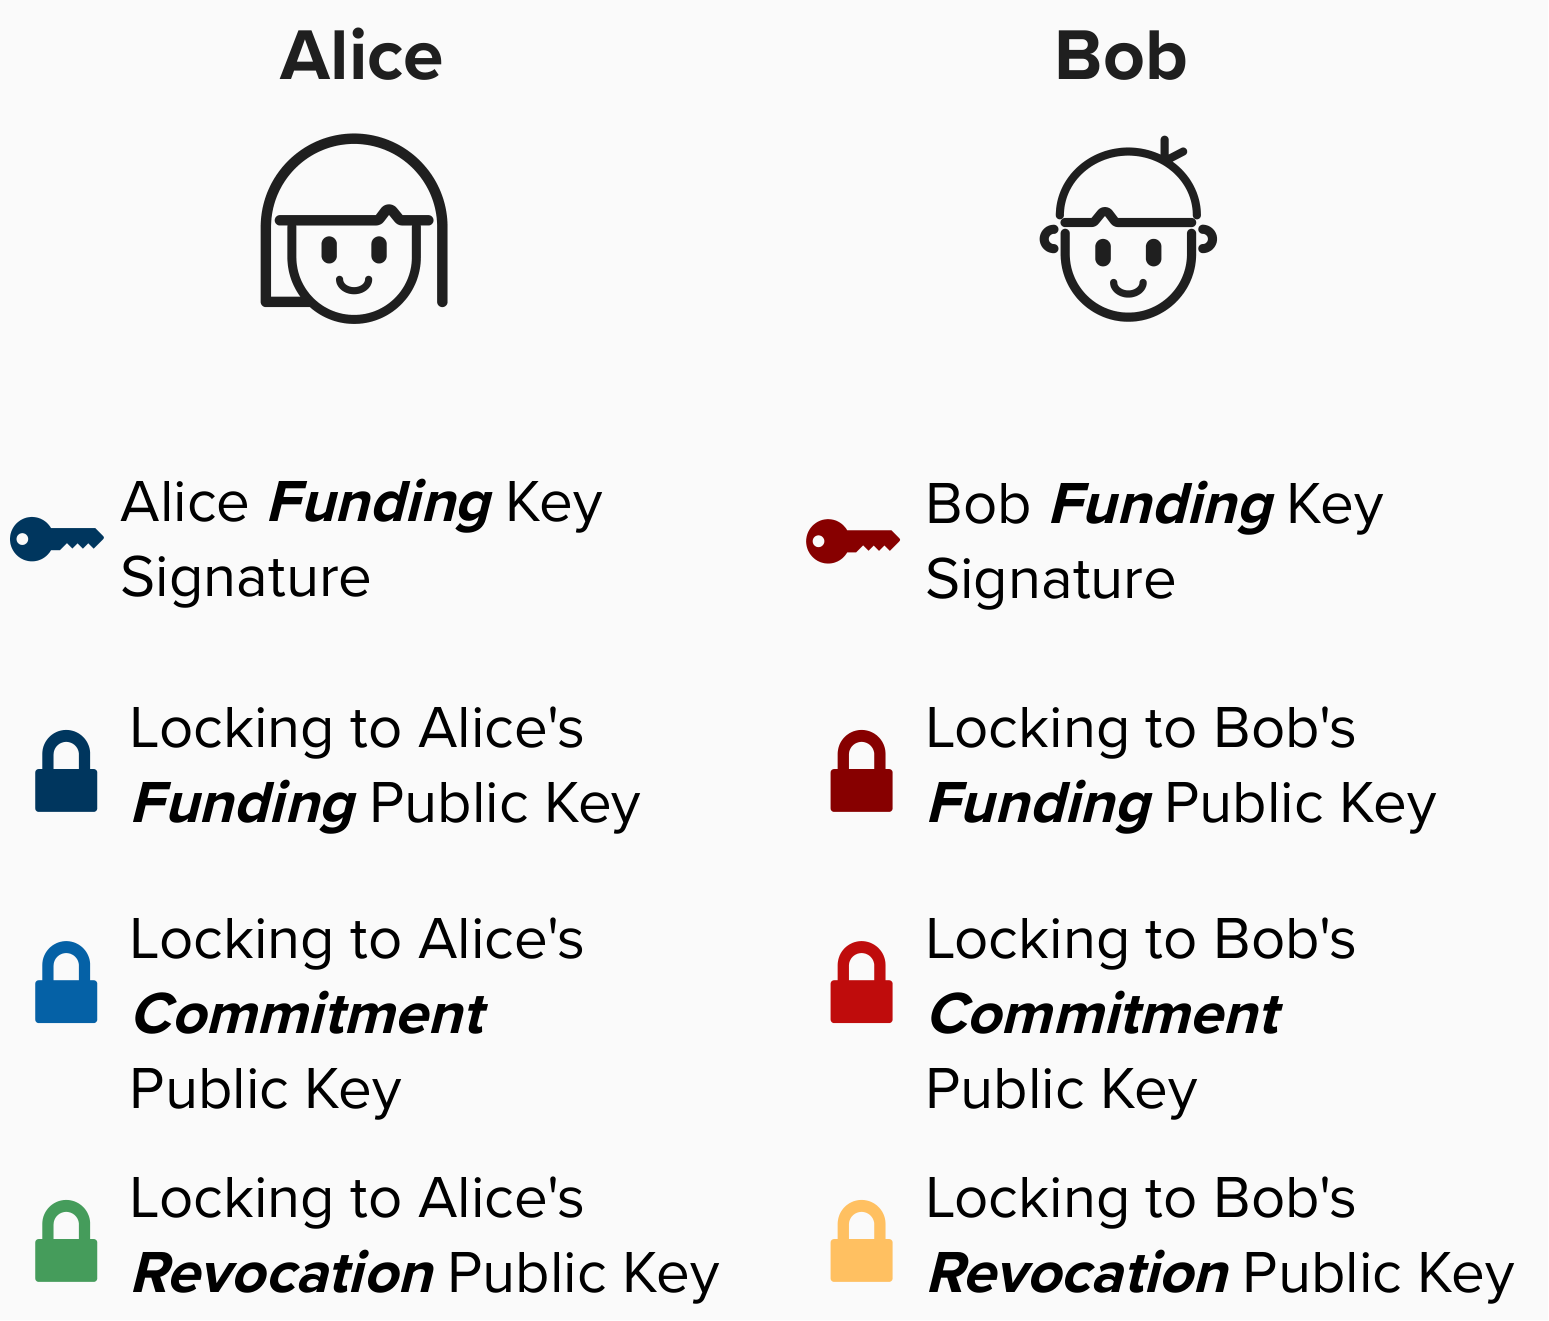 Alice
Bob
Alice Funding Key
Signature
Bob Funding Key
Signature
Locking to Alice's
Funding Public Key
Locking to Bob's
Funding Public Key
Locking to Alice's
Commitment
Public Key
Locking to Bob's
Commitment
Public Key
Locking to Alice's
Revocation Public Key
Locking to Bob's
Revocation Public Key